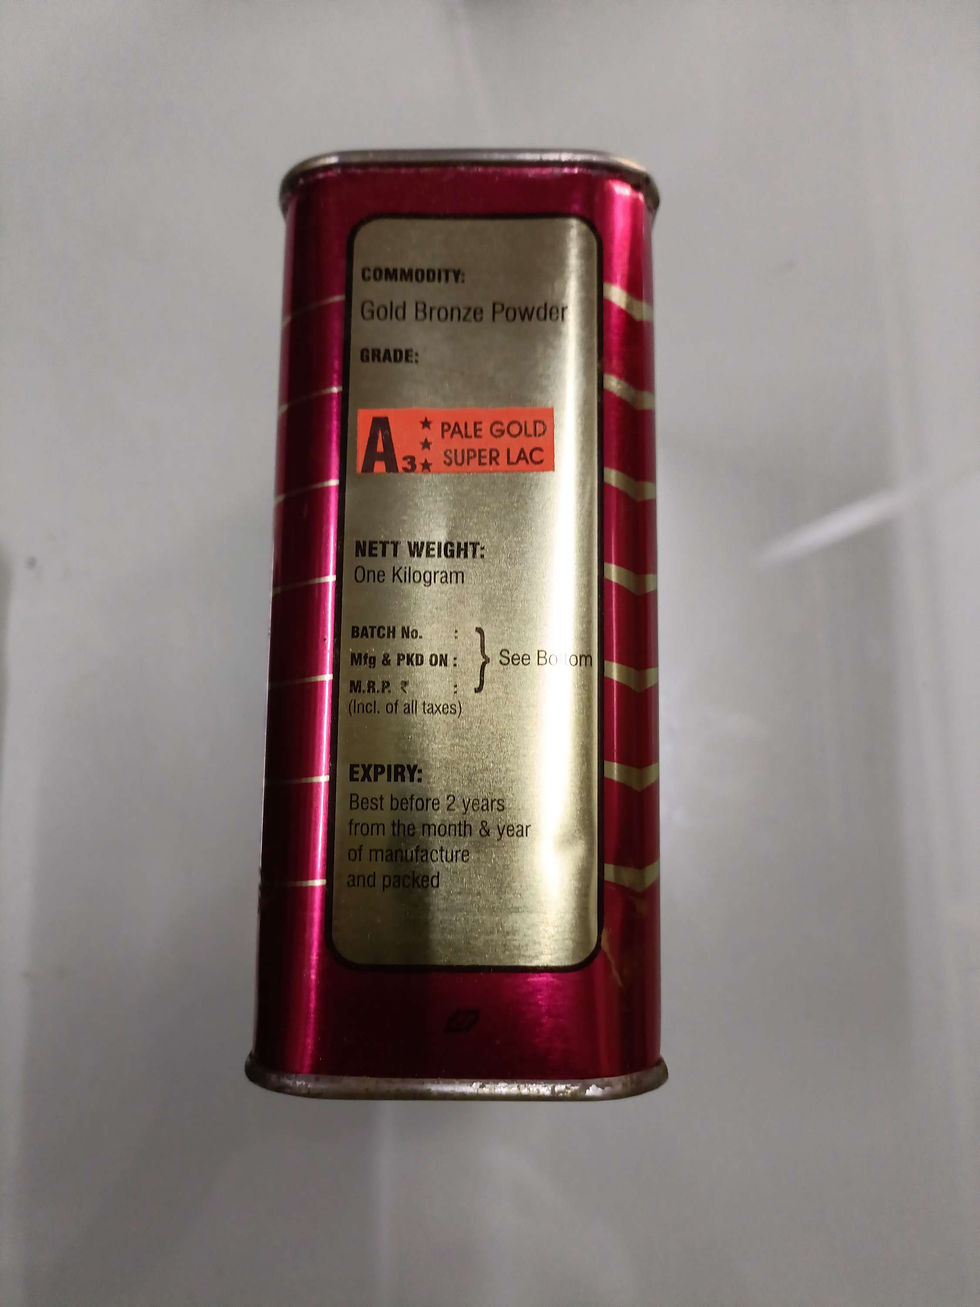 COMMODITY:
Gold Bronze Powder
GRADE:
A3 ★★★ PALE GOLD
SUPER LAC
NETT WEIGHT:
One Kilogram
BATCH No. :
Mfg & PKD ON : } See Bottom
M.R.P. ₹ :
(Incl. of all taxes)
EXPIRY:
Best before 2 years
from the month & year
of manufacture
and packed